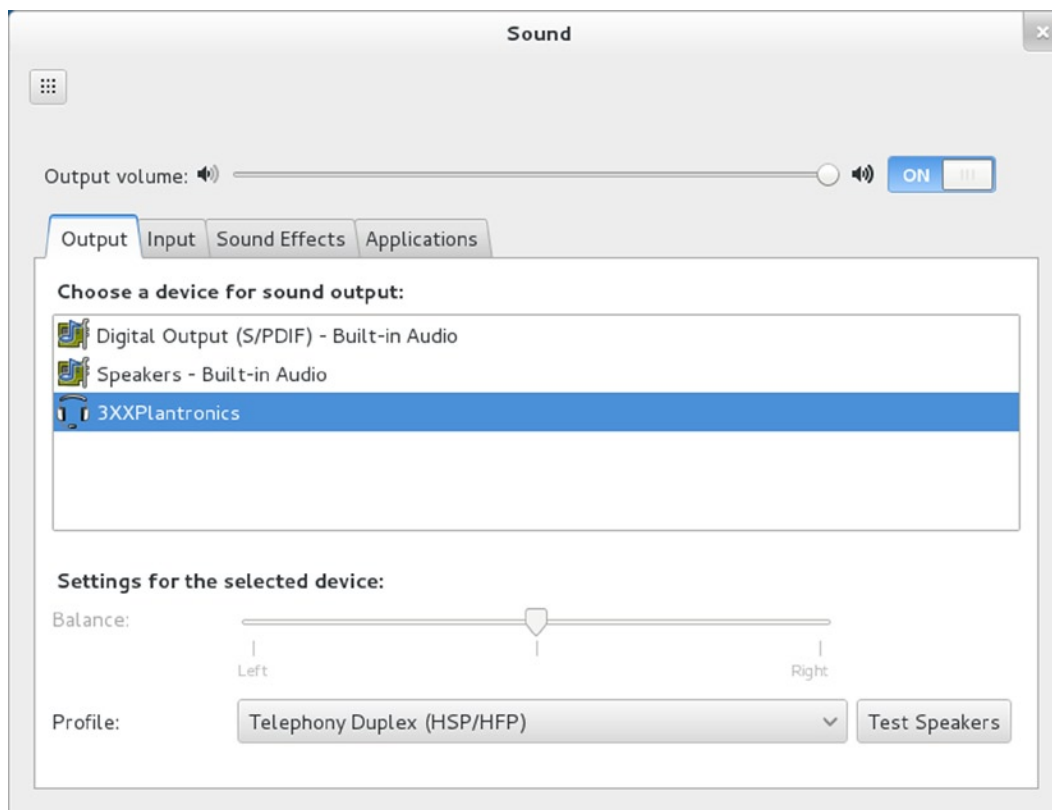 Sound
Output volume:
ON
Output
Input
Sound Effects
Applications
Choose a device for sound output:
Digital Output (S/PDIF) - Built-in Audio
Speakers - Built-in Audio
3XXPlantronics
Settings for the selected device:
Balance:
Left
Right
Profile:
Telephony Duplex (HSP/HFP)
Test Speakers